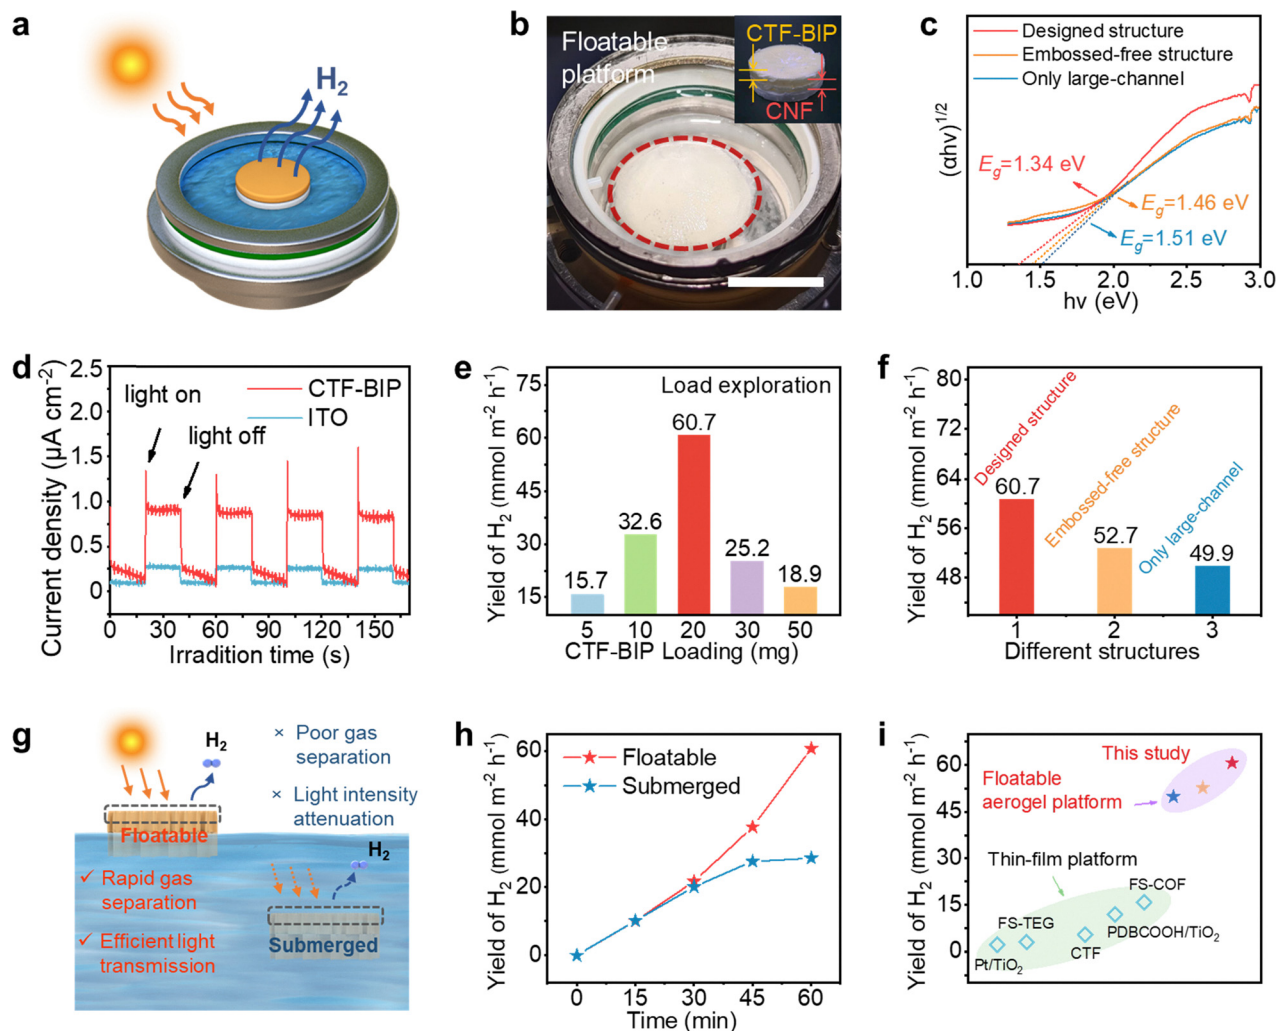 a
H₂
b
Floatable
platform
CTF-BIP
CNF
c
Designed structure
Embossed-free structure
Only large-channel
(αhν)^1/2
E_g=1.34 eV
E_g=1.46 eV
E_g=1.51 eV
1.0 1.5 2.0 2.5 3.0
hν (eV)
d
Current density (μA cm⁻²)
2.5
2.0
1.5
1.0
0.5
0
light on
CTF-BIP
ITO
light off
0 30 60 90 120 150
Irradition time (s)
e
Yield of H₂ (mmol m⁻² h⁻¹)
75
60
45
30
15
Load exploration
15.7
32.6
60.7
25.2
18.9
5 10 20 30 50
CTF-BIP Loading (mg)
f
Yield of H₂ (mmol m⁻² h⁻¹)
80
72
64
56
48
Designed structure
60.7
Embossed-free structure
52.7
Only large-channel
49.9
1 2 3
Different structures
g
H₂
× Poor gas
separation
× Light intensity
attenuation
Floatable
✓ Rapid gas
separation
✓ Efficient light
transmission
H₂
Submerged
h
Yield of H₂ (mmol m⁻² h⁻¹)
60
40
20
0
Floatable
Submerged
0 15 30 45 60
Time (min)
i
Yield of H₂ (mmol m⁻² h⁻¹)
60
45
30
15
0
This study
Floatable
aerogel platform
Thin-film platform
FS-COF
FS-TEG
PDBCOOH/TiO₂
CTF
Pt/TiO₂